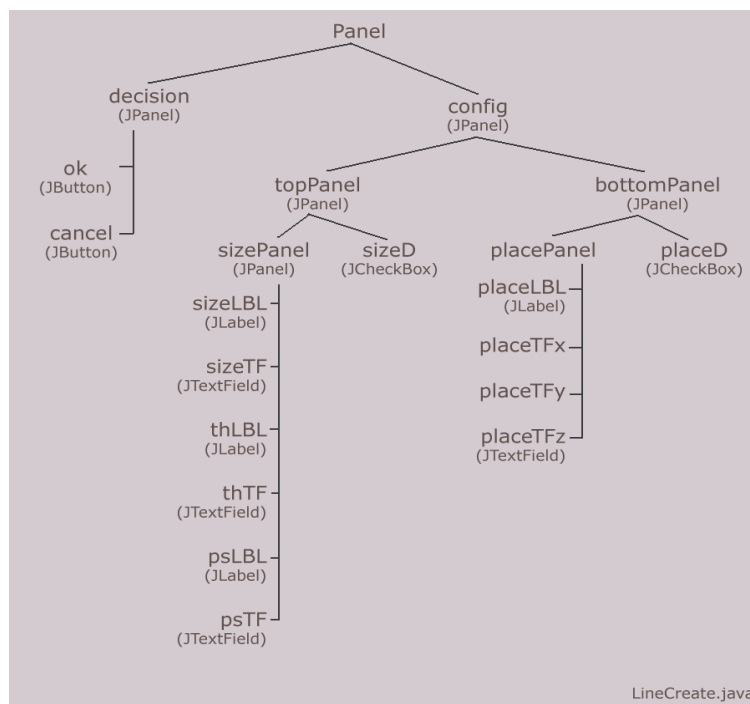 Panel
decision
(JPanel)
config
(JPanel)
ok
(JButton)
cancel
(JButton)
topPanel
(JPanel)
bottomPanel
(JPanel)
sizePanel
(JPanel)
sizeD
(JCheckBox)
placePanel
placeD
(JCheckBox)
sizeLBL
(JLabel)
sizeTF
(JTextField)
thLBL
(JLabel)
thTF
(JTextField)
psLBL
(JLabel)
psTF
(JTextField)
placeLBL
(JLabel)
placeTFx
placeTFy
placeTFz
(JTextField)
LineCreate.java